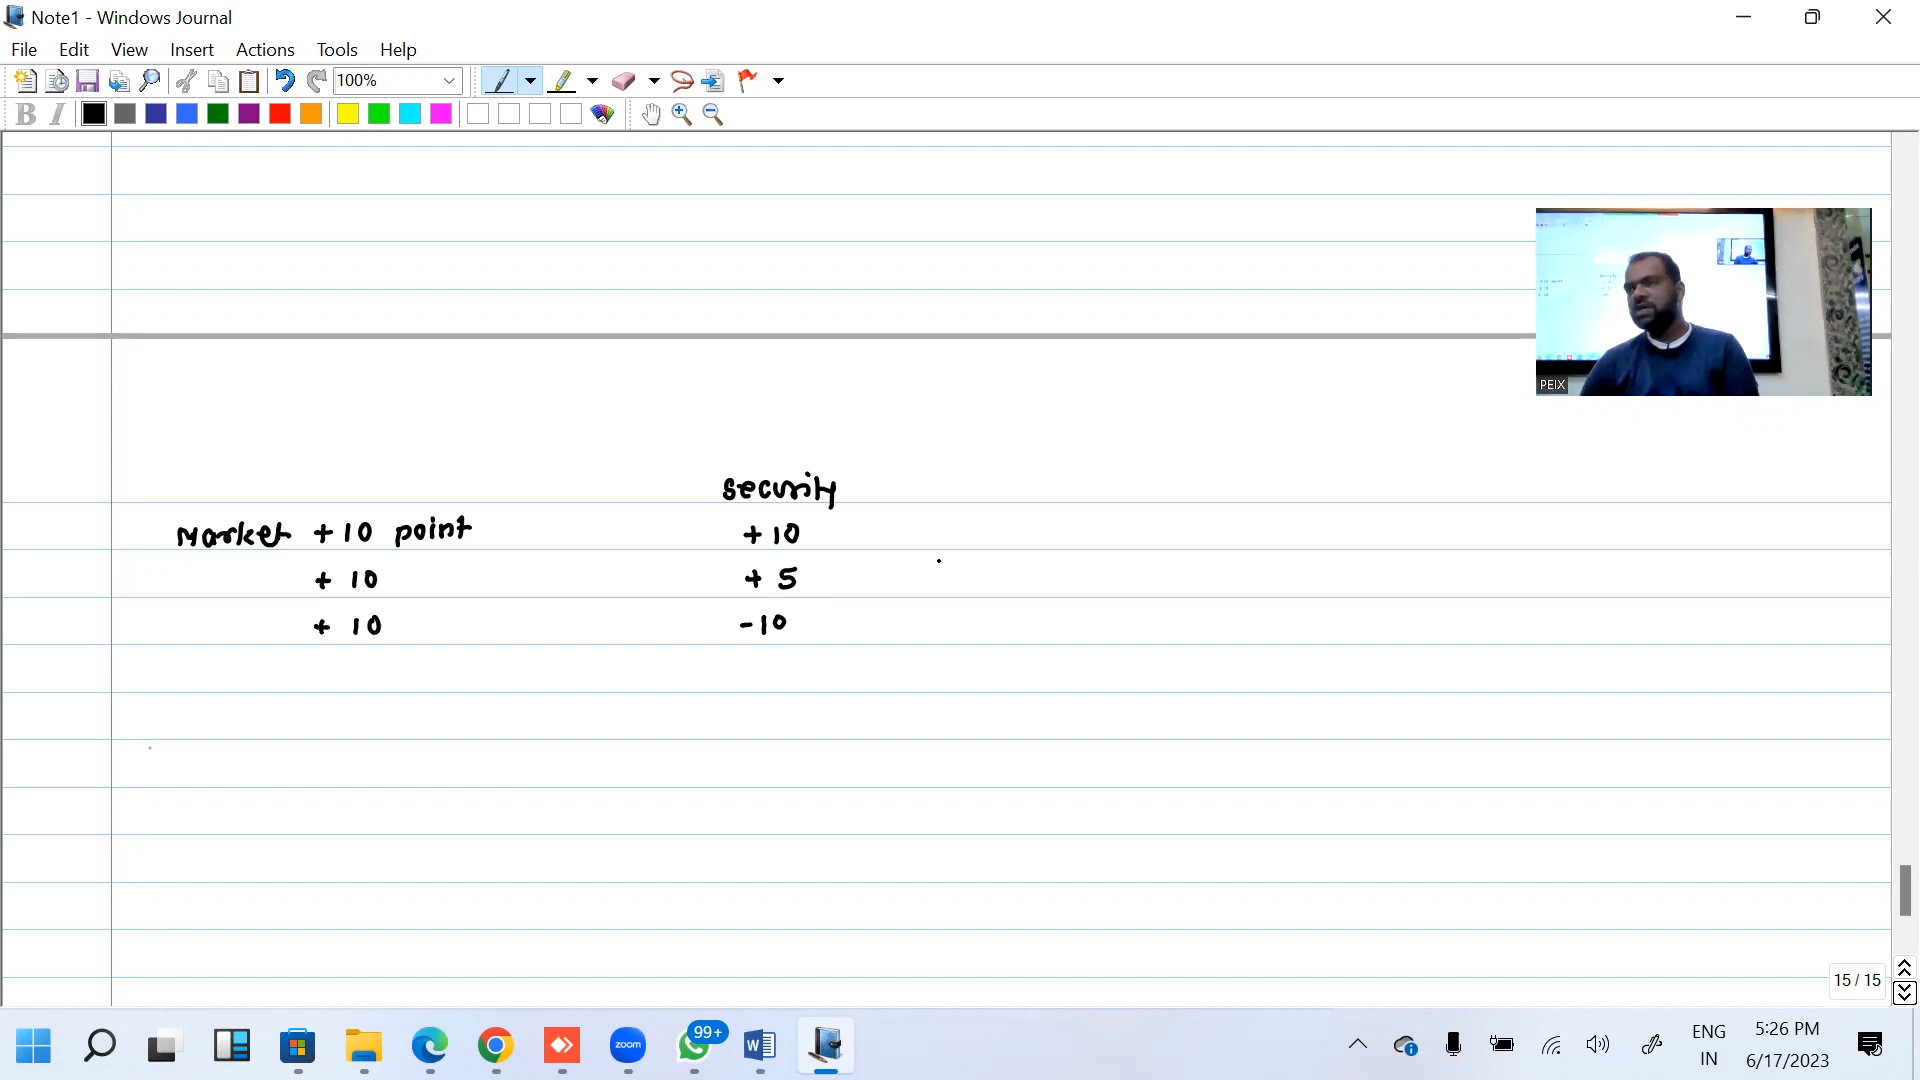 Note1 - Windows Journal
File Edit View Insert Actions Tools Help
100%
B I
PEIX
security
Market +10 point +10
+ 10 + 5
+ 10 -10
15 / 15
99+
zoom
W
ENG
IN
5:26 PM
6/17/2023